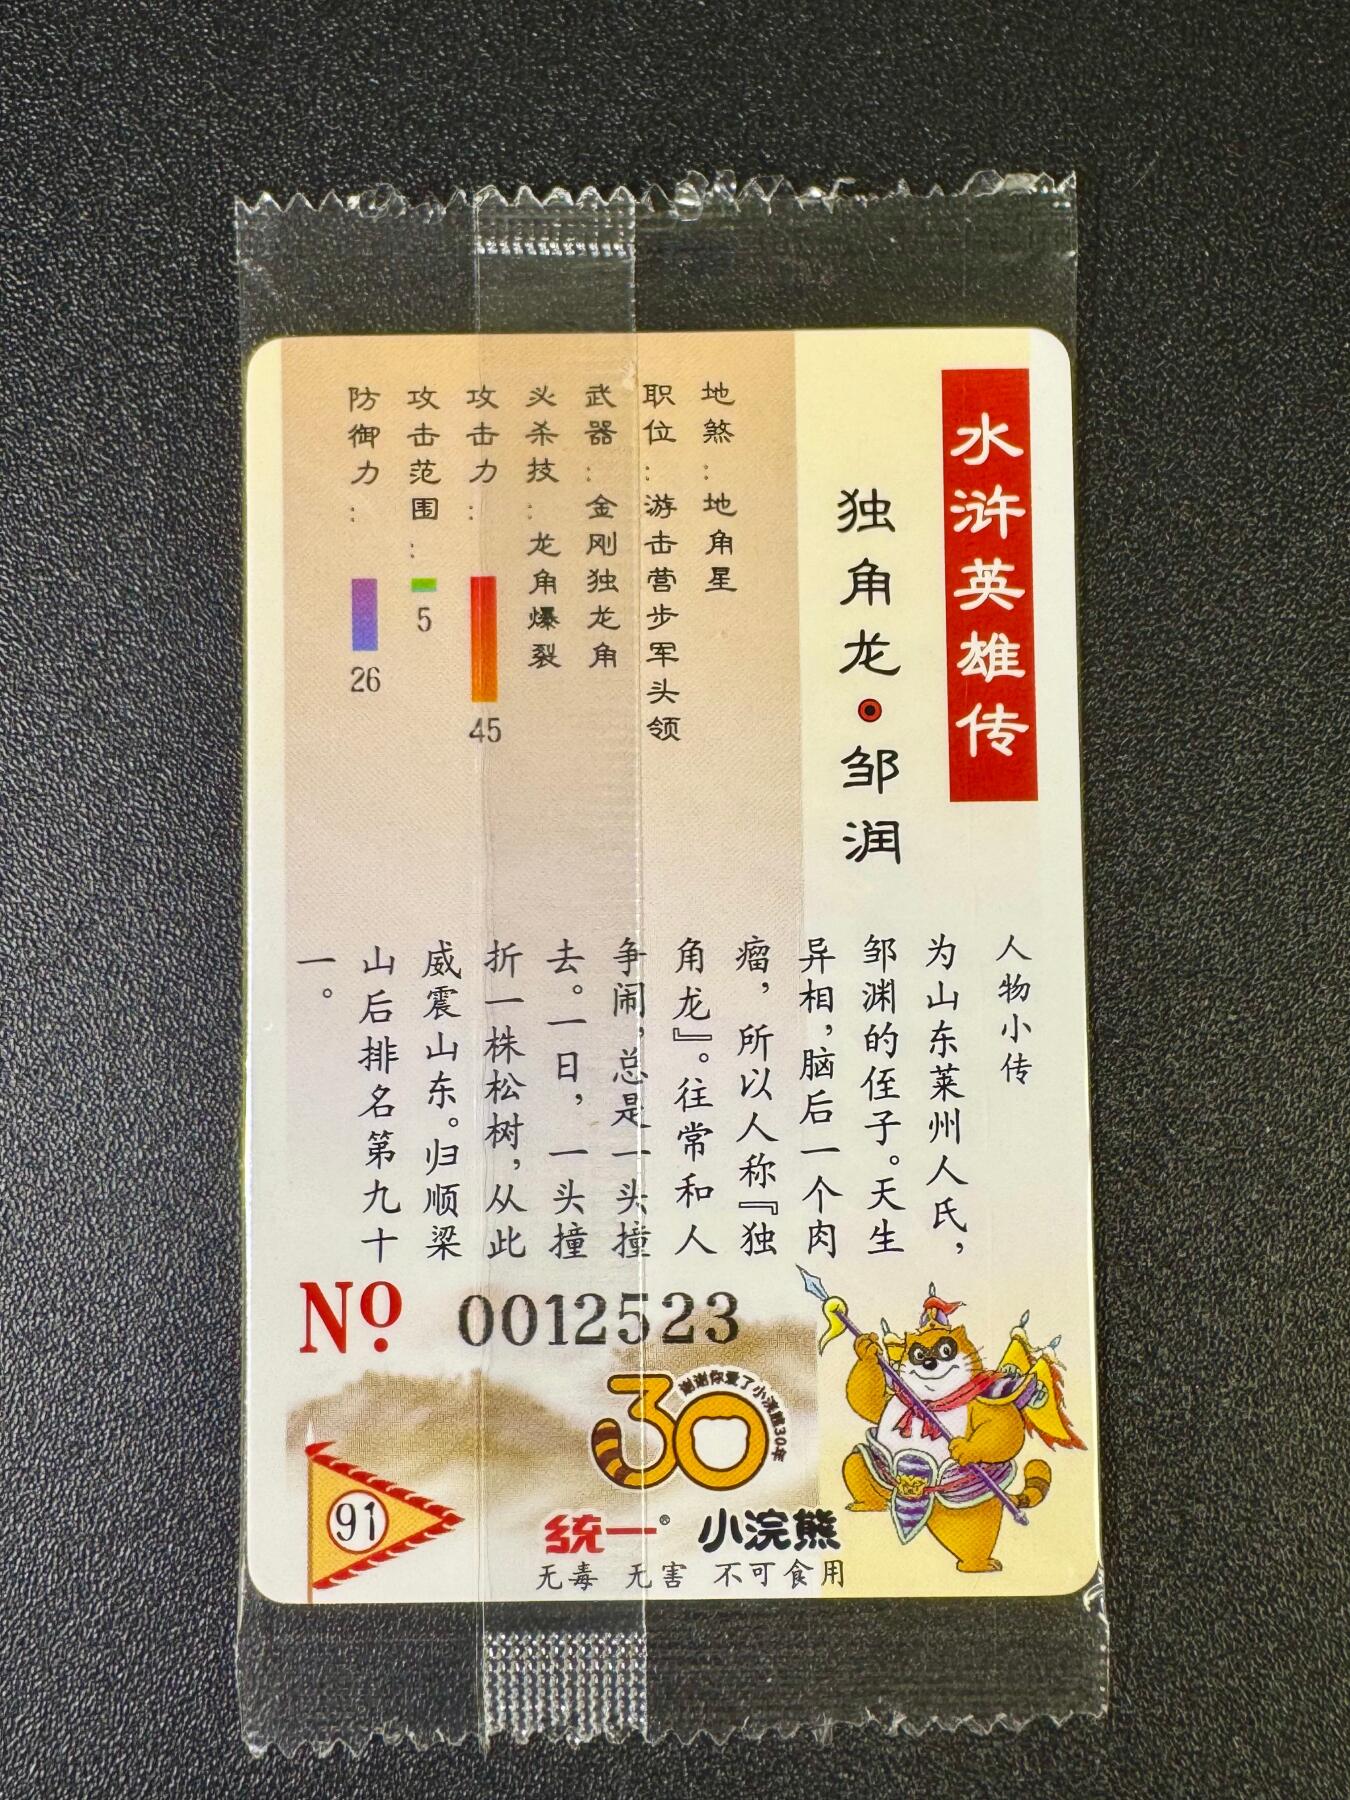 水浒英雄传
独角龙·邹润
地煞：地角星
职位：游击营步军头领
武器：金刚独龙角
必杀技：龙角爆裂
攻击力：45
攻击范围：5
防御力：26
人物小传
为山东莱州人氏，
邹渊的侄子。天生
异相，脑后一个肉
瘤，所以人称『独
角龙』。往常和人
争闹，总是一头撞
去。一日，一头撞
折一株松树，从此
威震山东。归顺梁
山后排名第九十
一。
No. 0012523
30
谢谢你爱了小浣熊30年
91
统一® 小浣熊
无毒 无害 不可食用